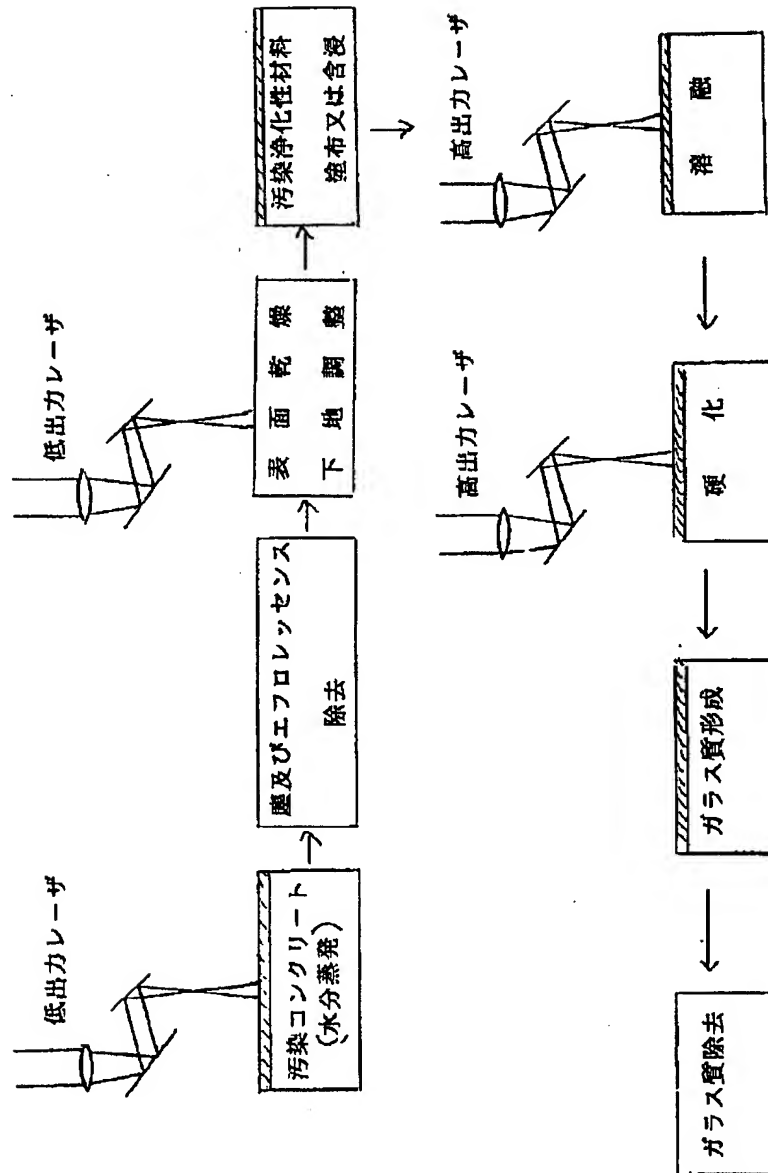 低出力レーザ
汚染コンクリート
(水分蒸発)
塵及びエフロレッセンス
除去
低出力レーザ
表面乾燥
下地調整
汚染浄化性材料
塗布又は含浸
高出力レーザ
溶融
高出力レーザ
硬化
ガラス質形成
ガラス質除去